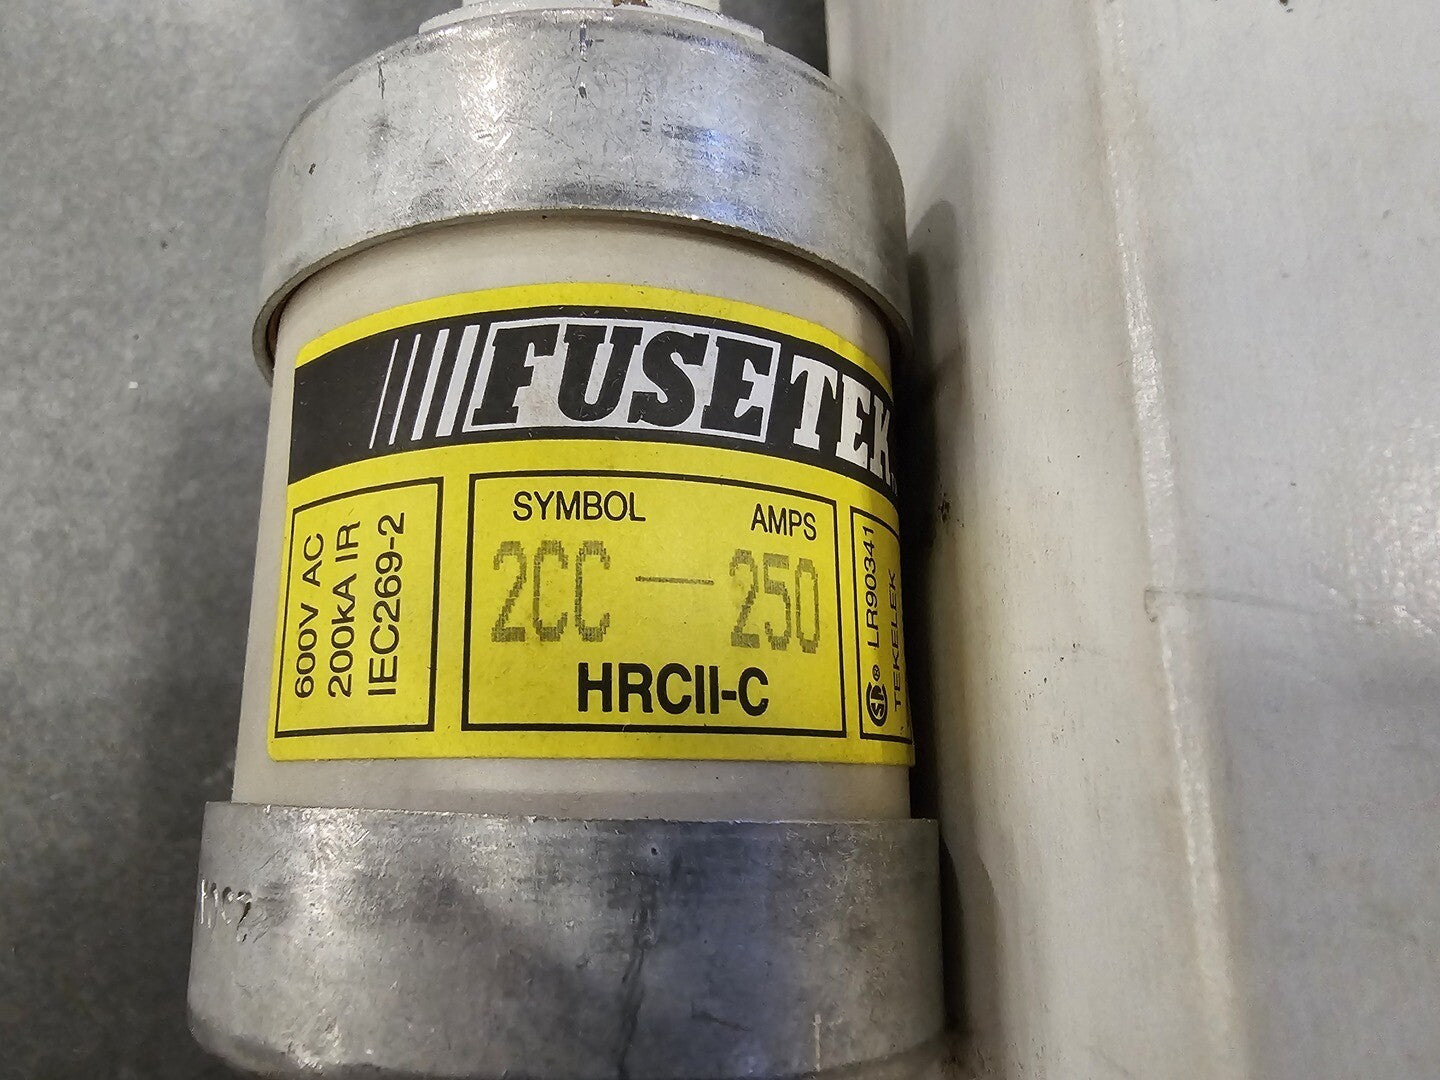 FUSETEK
600V AC
200kA IR
IEC269-2
SYMBOL AMPS
2CC — 250
HRCII-C
LR90341
TEKELEK